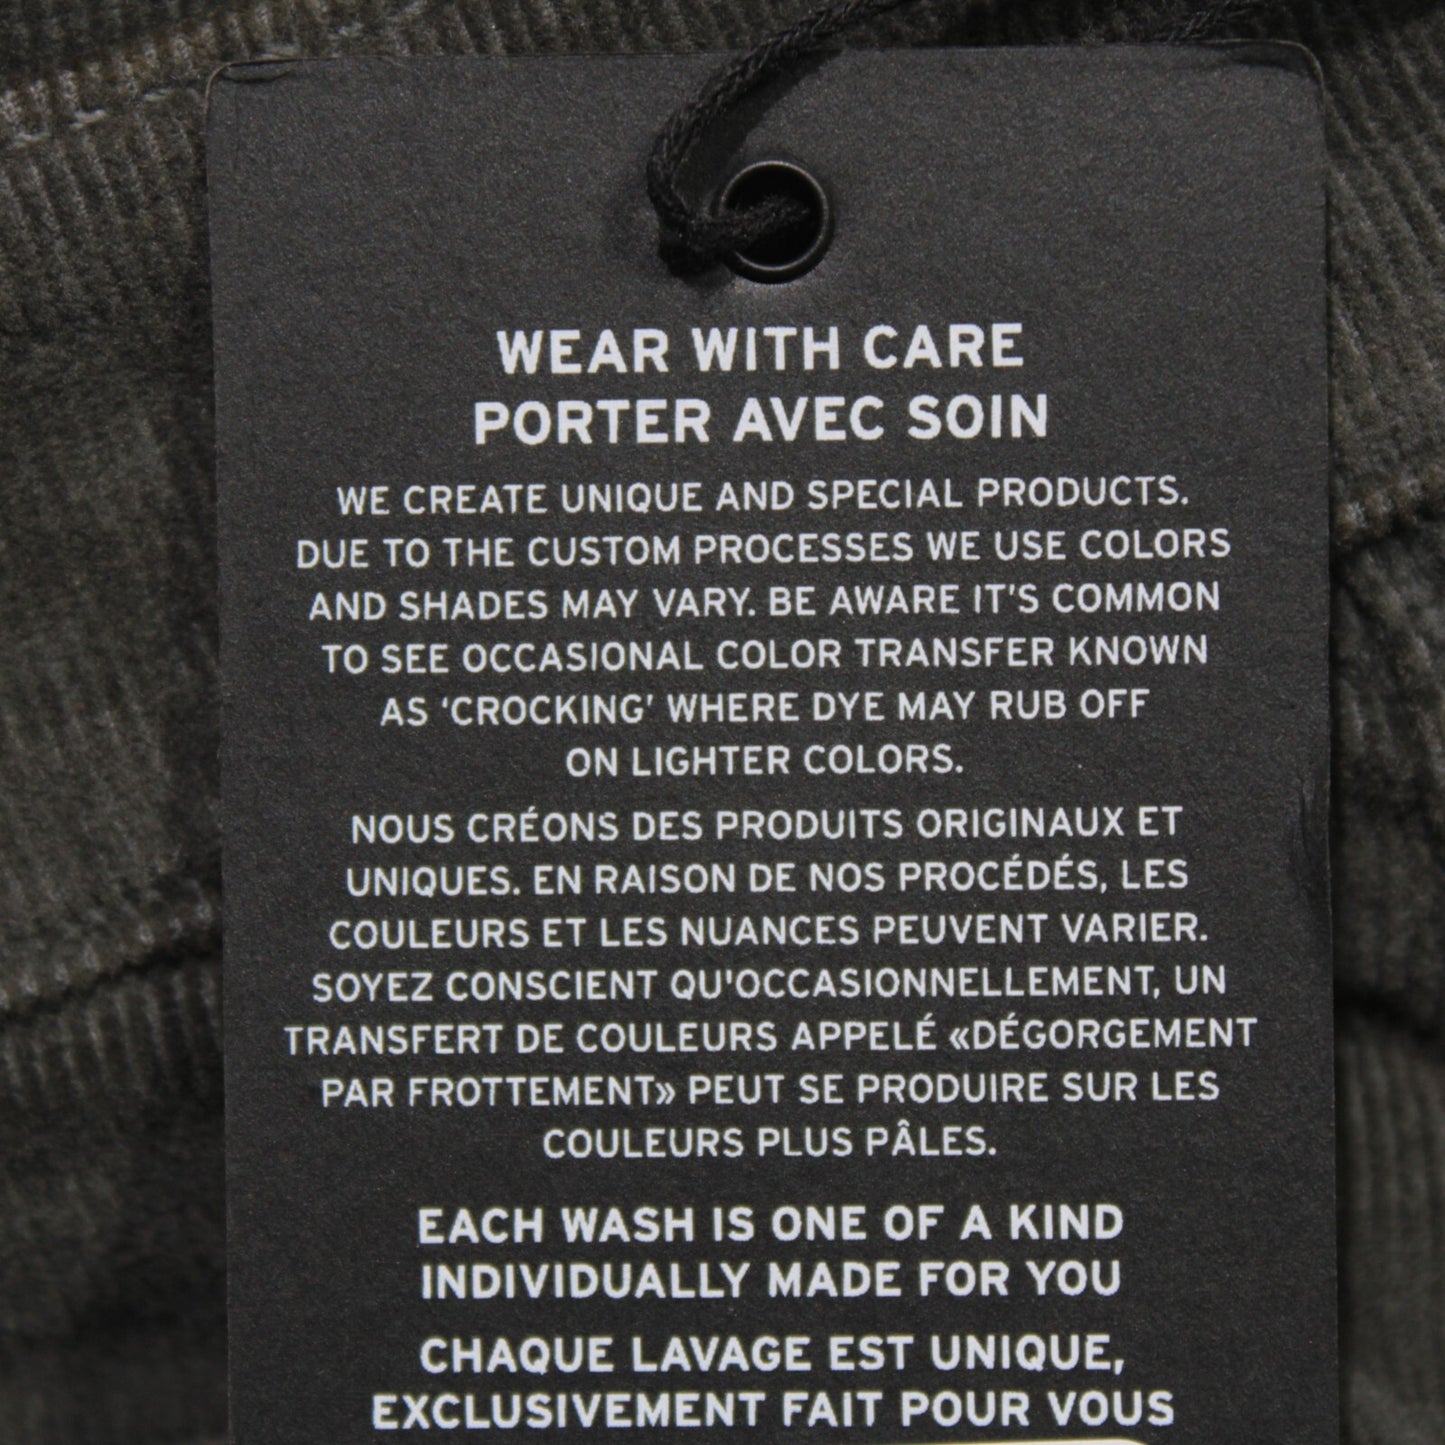 WEAR WITH CARE
PORTER AVEC SOIN
WE CREATE UNIQUE AND SPECIAL PRODUCTS.
DUE TO THE CUSTOM PROCESSES WE USE COLORS
AND SHADES MAY VARY. BE AWARE IT'S COMMON
TO SEE OCCASIONAL COLOR TRANSFER KNOWN
AS ‘CROCKING’ WHERE DYE MAY RUB OFF
ON LIGHTER COLORS.
NOUS CRÉONS DES PRODUITS ORIGINAUX ET
UNIQUES. EN RAISON DE NOS PROCÉDÉS, LES
COULEURS ET LES NUANCES PEUVENT VARIER.
SOYEZ CONSCIENT QU'OCCASIONNELLEMENT, UN
TRANSFERT DE COULEURS APPELÉ «DÉGORGEMENT
PAR FROTTEMENT» PEUT SE PRODUIRE SUR LES
COULEURS PLUS PÂLES.
EACH WASH IS ONE OF A KIND
INDIVIDUALLY MADE FOR YOU
CHAQUE LAVAGE EST UNIQUE,
EXCLUSIVEMENT FAIT POUR VOUS